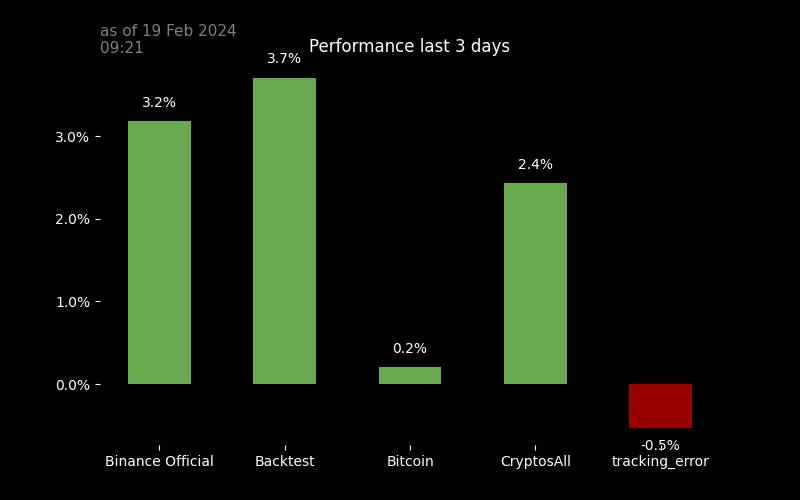 as of 19 Feb 2024
09:21
Performance last 3 days
3.7%
3.2%
2.4%
0.2%
-0.5%
3.0%
2.0%
1.0%
0.0%
Binance Official
Backtest
Bitcoin
CryptosAll
tracking_error